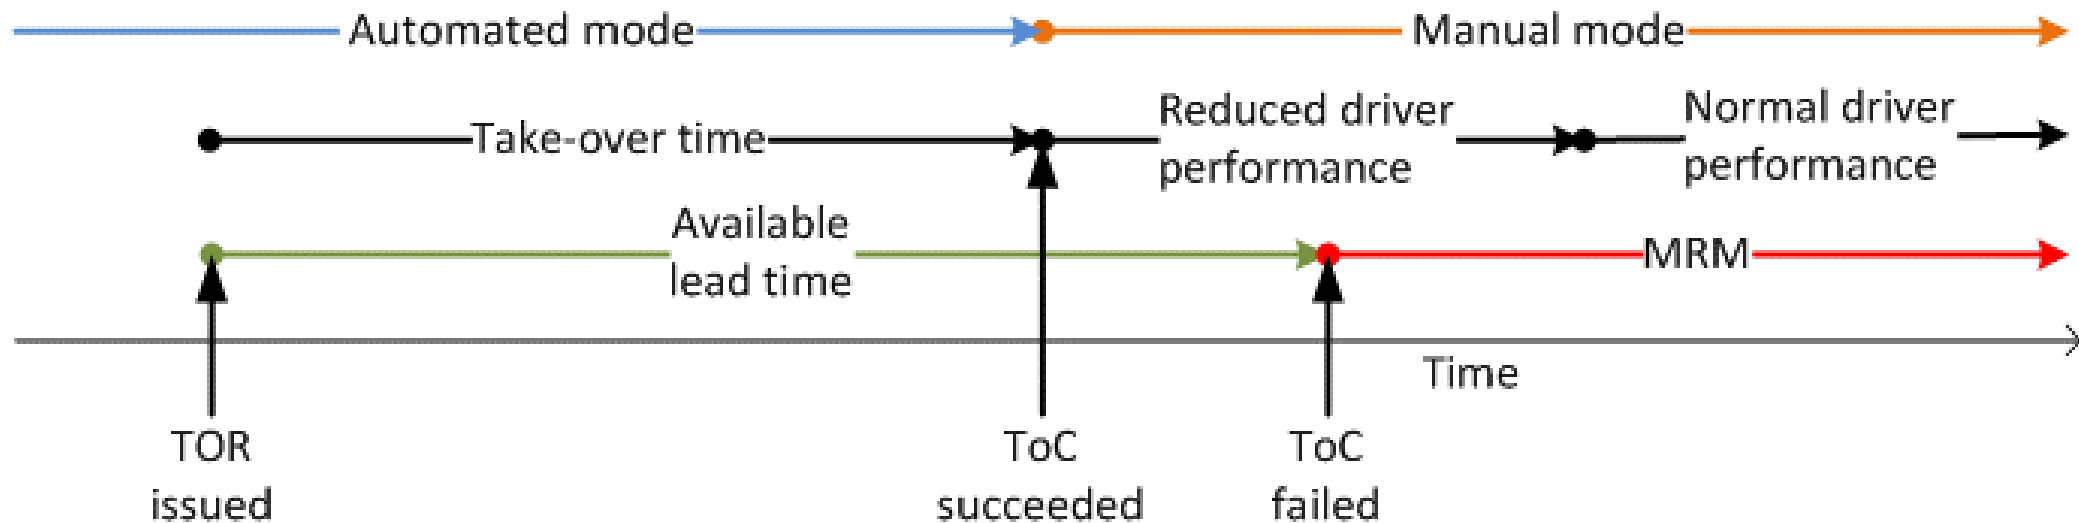 Automated mode
Manual mode
Take-over time
Reduced driver
performance
Normal driver
performance
Available
lead time
MRM
Time
TOR
issued
ToC
succeeded
ToC
failed